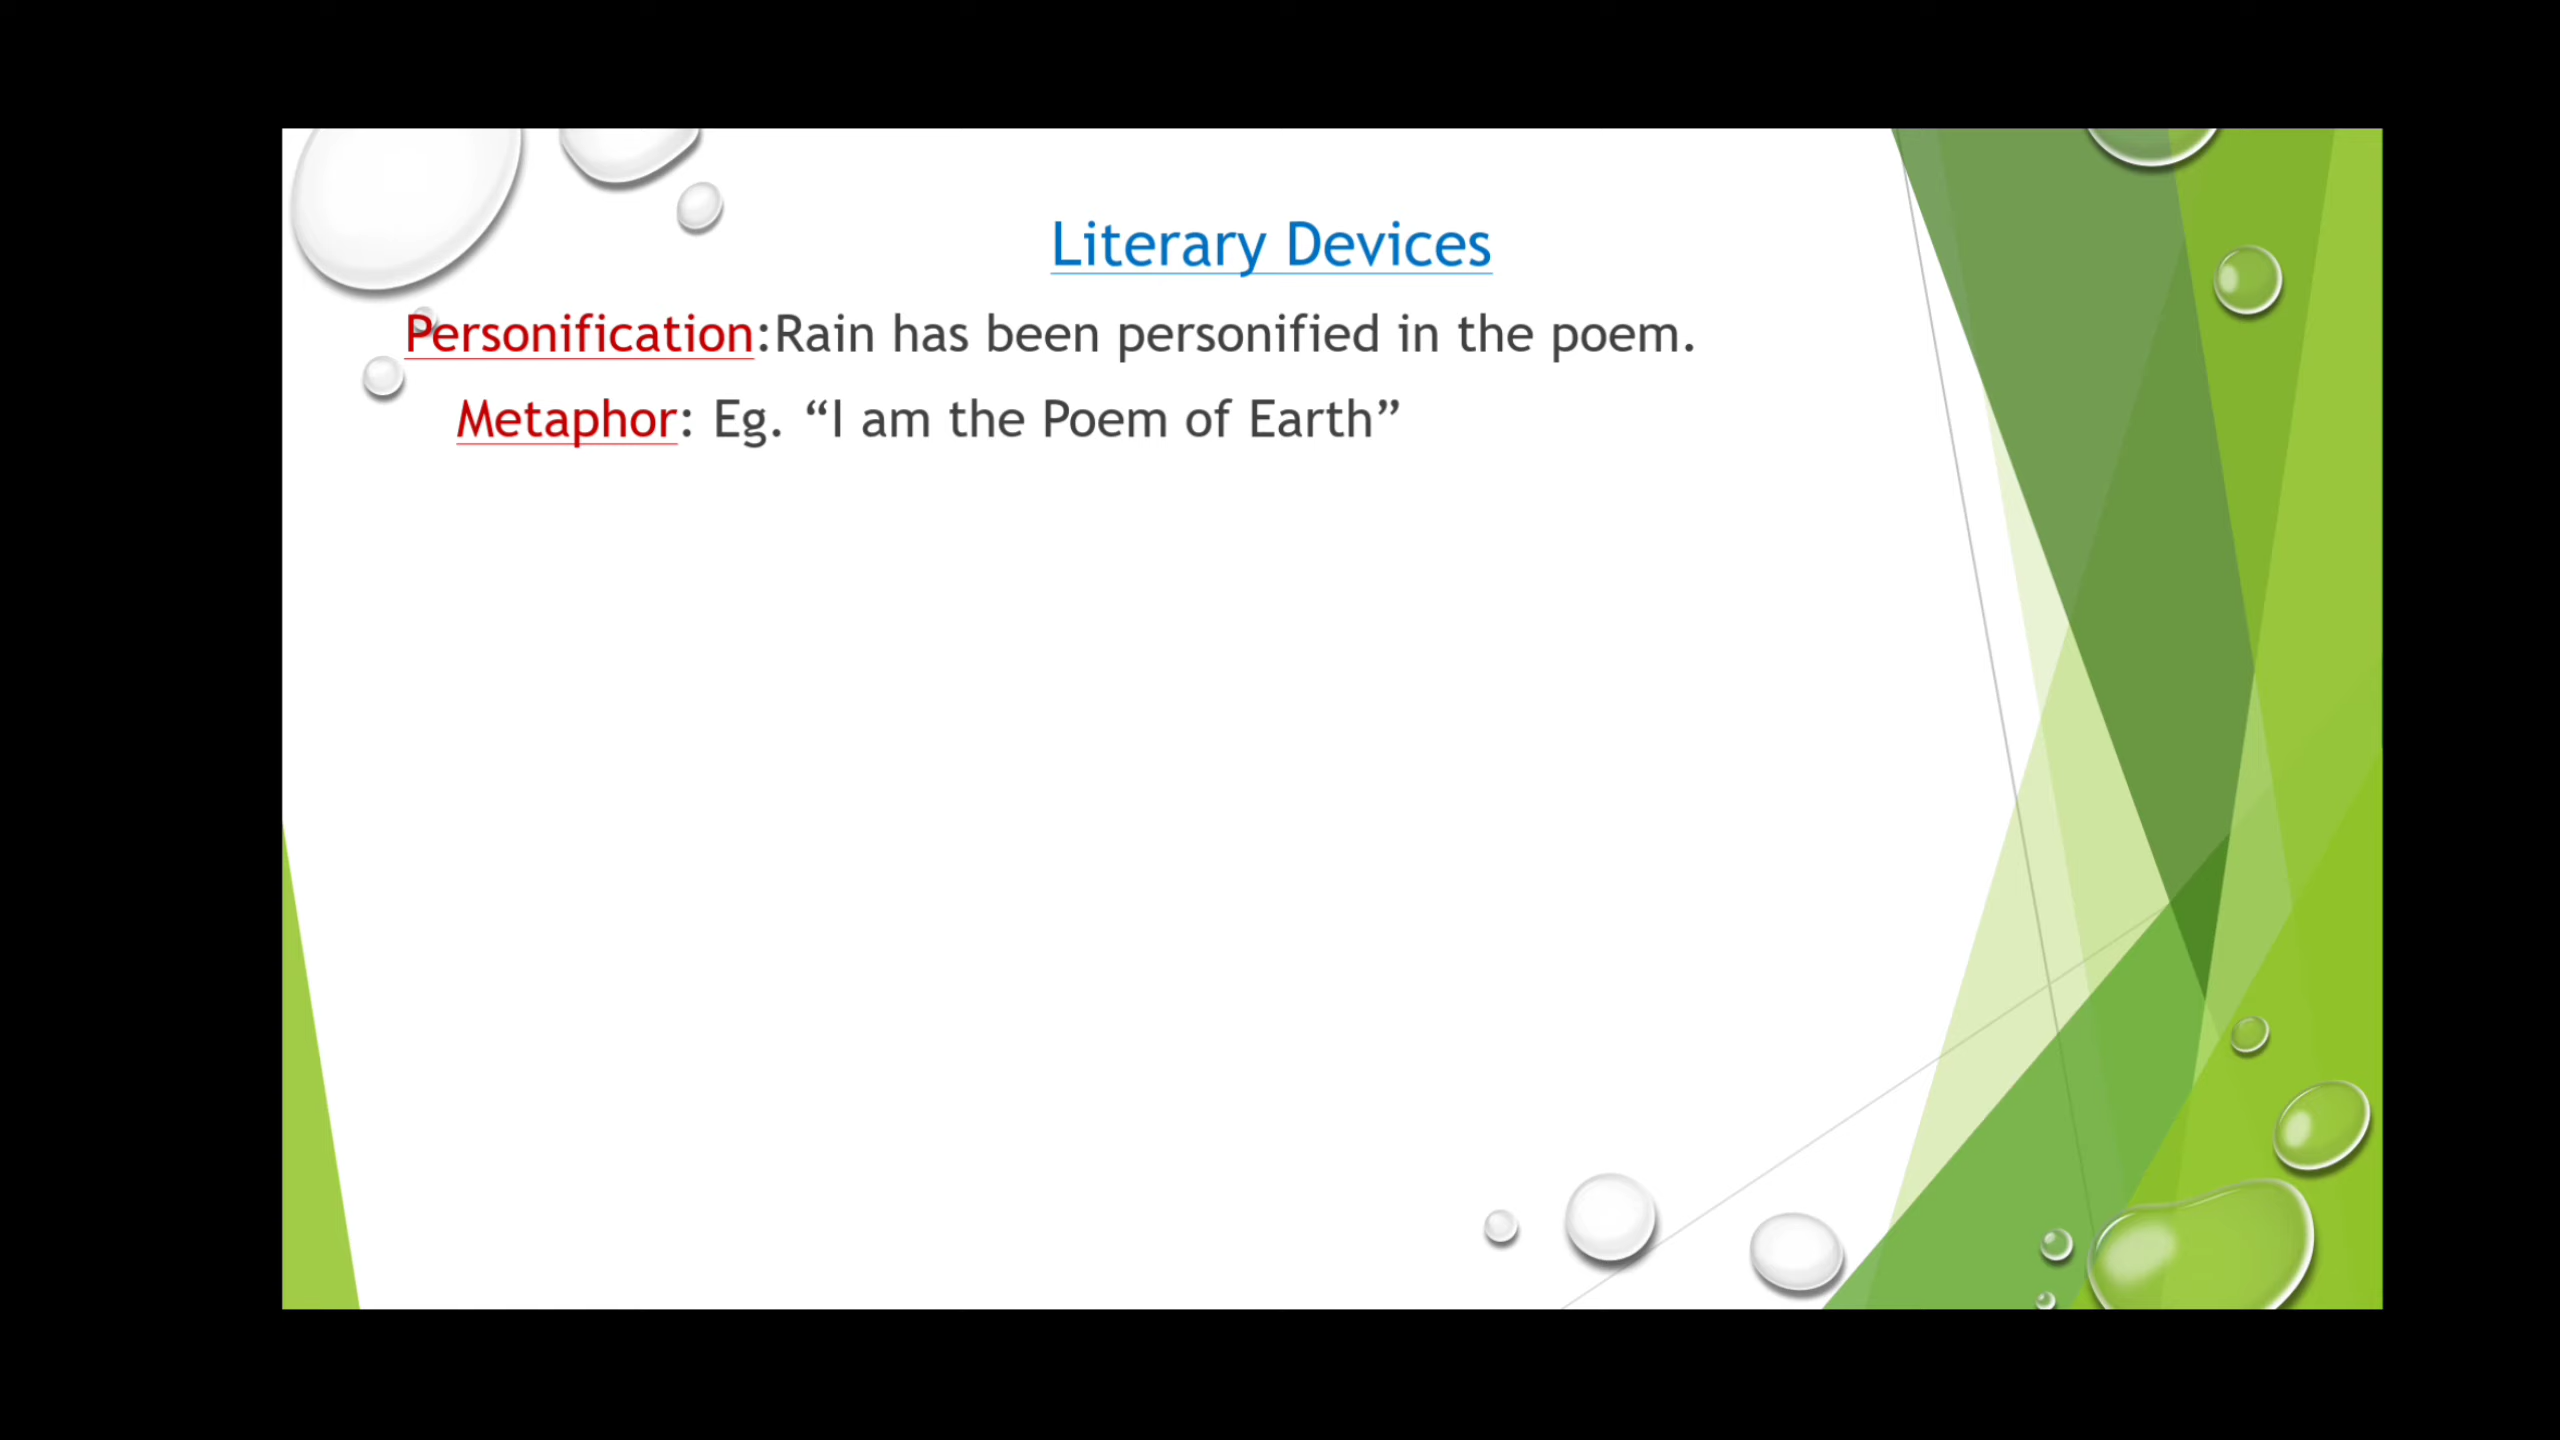 Literary Devices
Personification:Rain has been personified in the poem.
Metaphor: Eg. “I am the Poem of Earth”